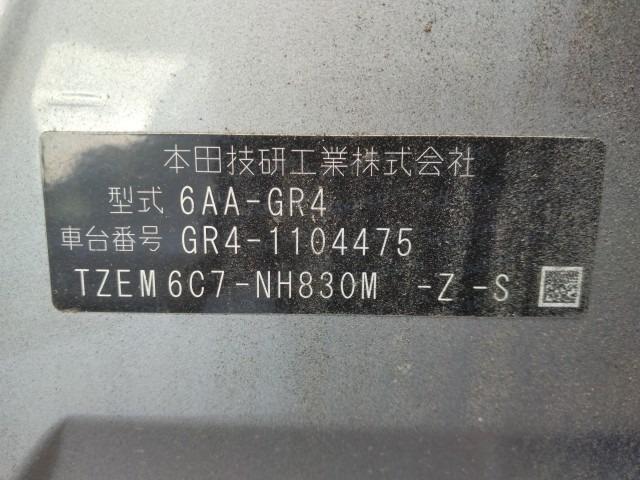 本田技研工業株式会社
型式 6AA-GR4
車台番号 GR4-1104475
TZEM6C7-NH830M -Z-S